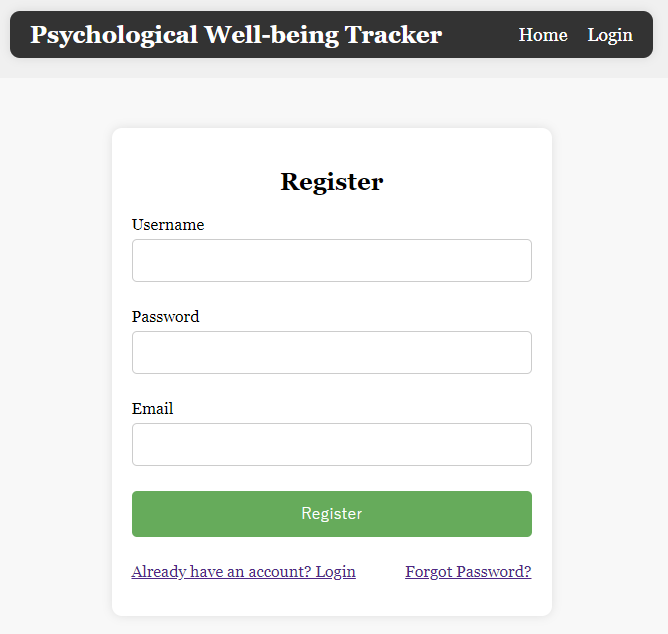 Psychological Well-being Tracker Home Login
Register
Username
Password
Email
Register
Already have an account? Login Forgot Password?